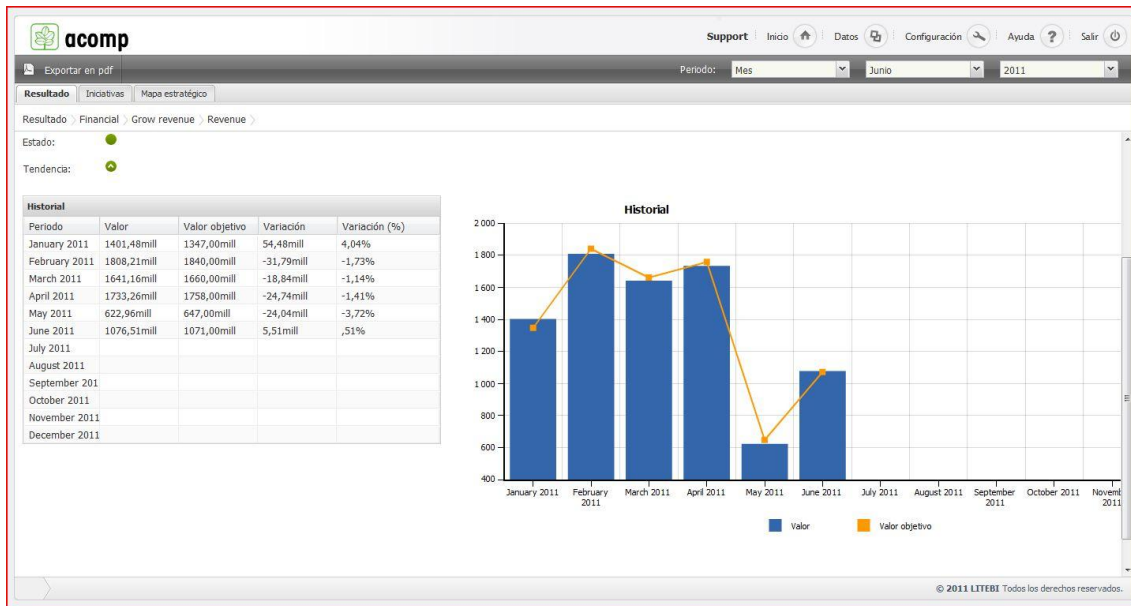 acomp
Support Inicio Datos Configuración Ayuda ? Salir
Exportar en pdf Periodo: Mes Junio 2011
Resultado Iniciativas Mapa estratégico
Resultado Financial Grow revenue Revenue
Estado:
Tendencia:
Historial
Periodo Valor Valor objetivo Variación Variación (%)
January 2011 1401,48mill 1347,00mill 54,48mill 4,04%
February 2011 1808,21mill 1840,00mill -31,79mill -1,73%
March 2011 1641,16mill 1660,00mill -18,84mill -1,14%
April 2011 1733,26mill 1758,00mill -24,74mill -1,41%
May 2011 622,96mill 647,00mill -24,04mill -3,72%
June 2011 1076,51mill 1071,00mill 5,51mill ,51%
July 2011
August 2011
September 201
October 2011
November 2011
December 2011
Historial
2 000
1 800
1 600
1 400
1 200
1 000
800
600
400
January 2011 February 2011 March 2011 April 2011 May 2011 June 2011 July 2011 August 2011 September 2011 October 2011 Novemb 2011
Valor Valor objetivo
© 2011 LITEBI Todos los derechos reservados.